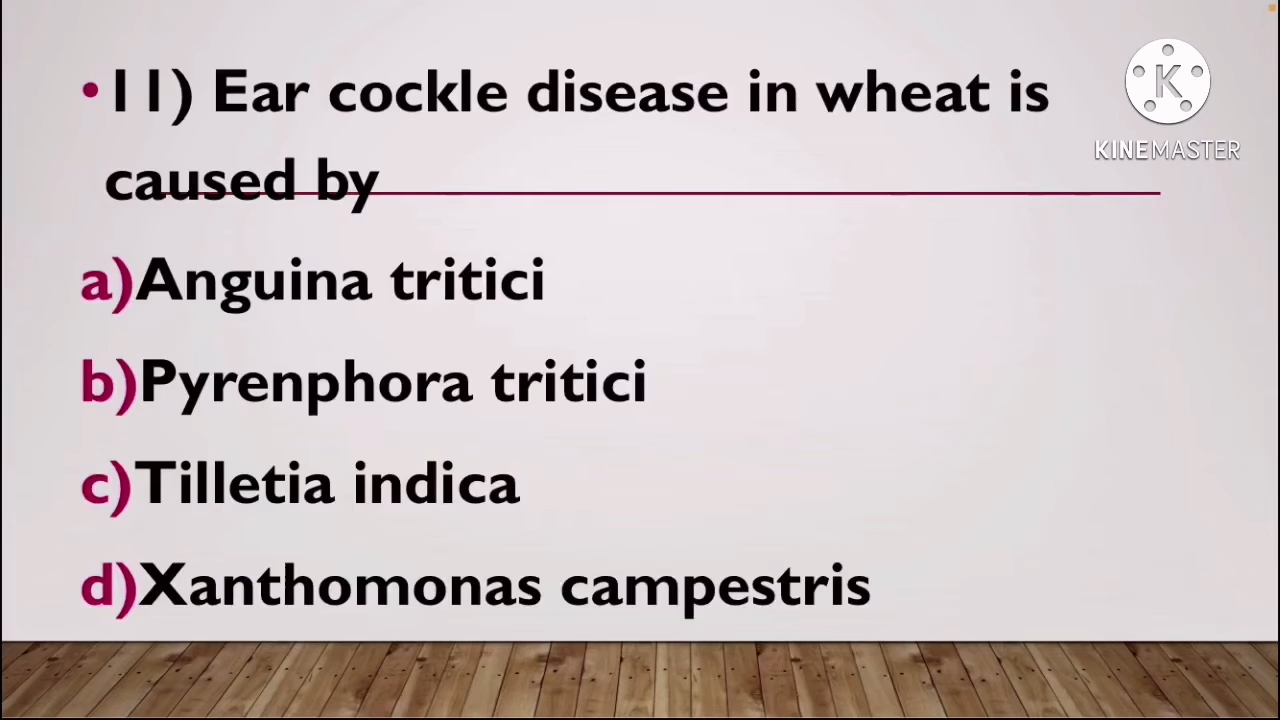 •11) Ear cockle disease in wheat is
caused by
a)Anguina tritici
b)Pyrenphora tritici
c)Tilletia indica
d)Xanthomonas campestris
K
KINEMASTER